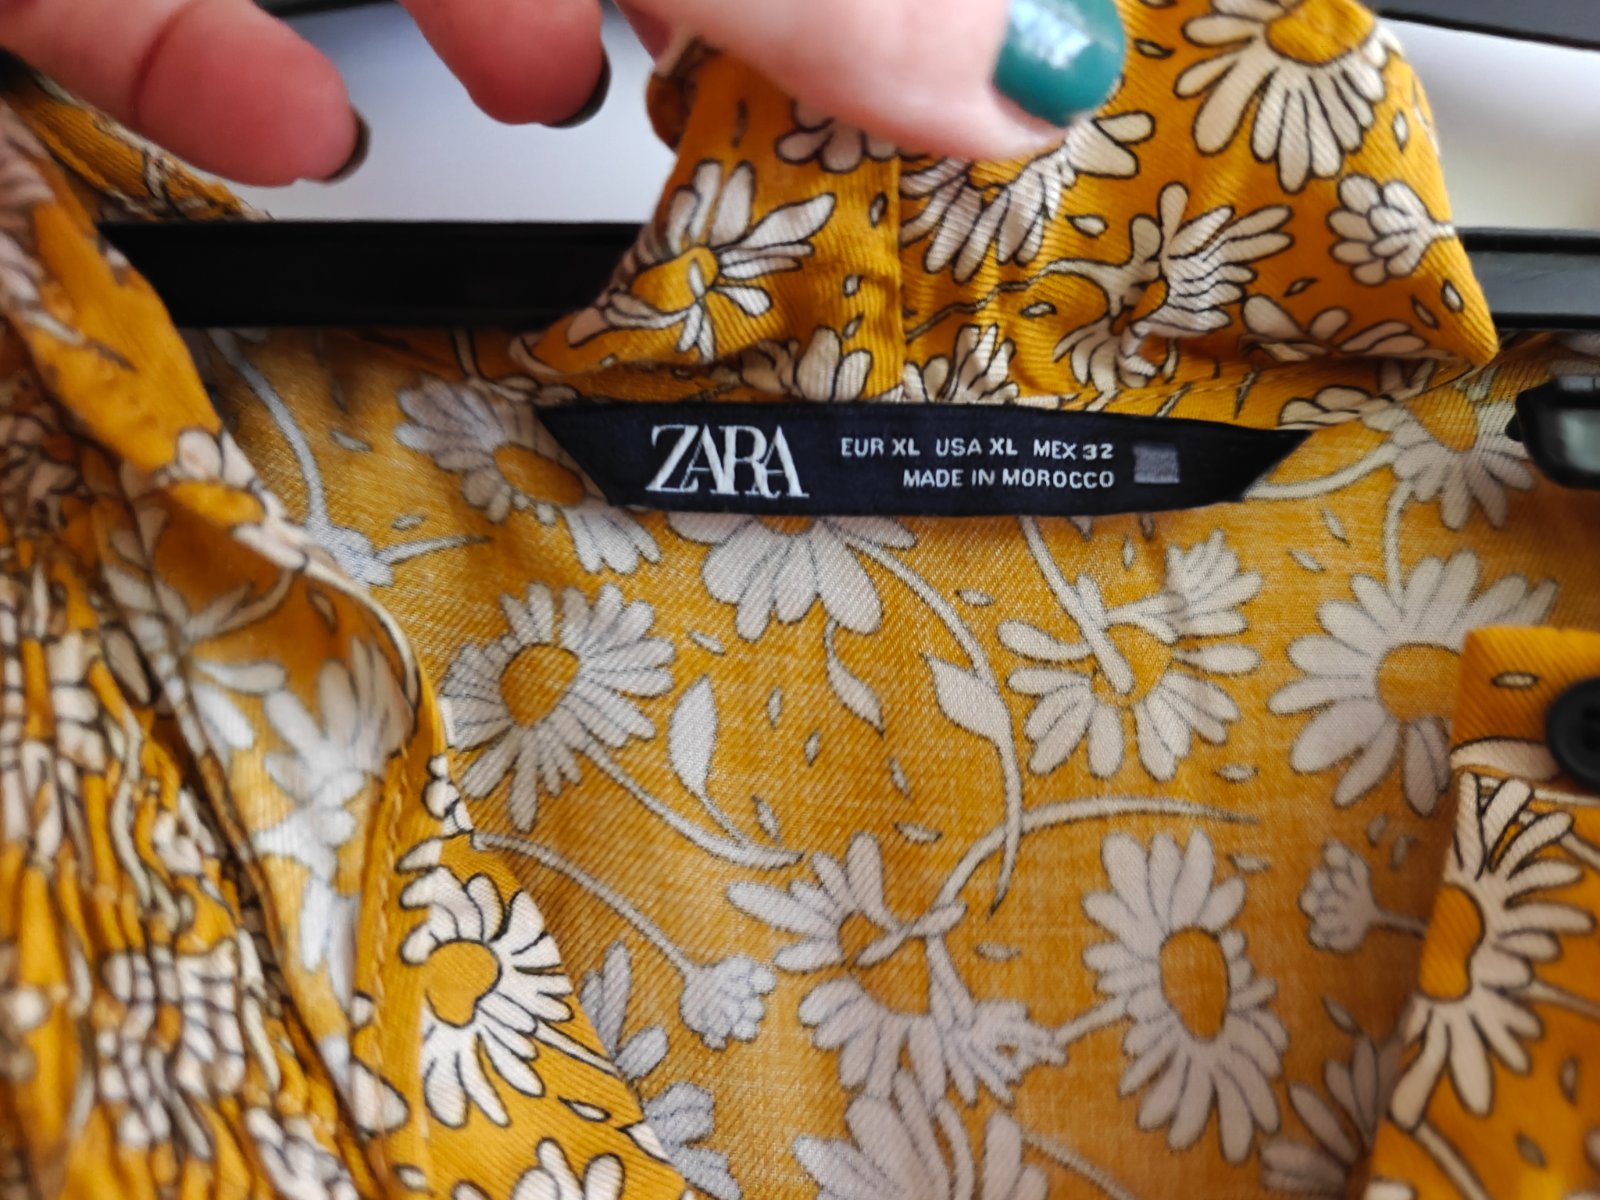 ZARA
EUR XL USA XL MEX 32
MADE IN MOROCCO